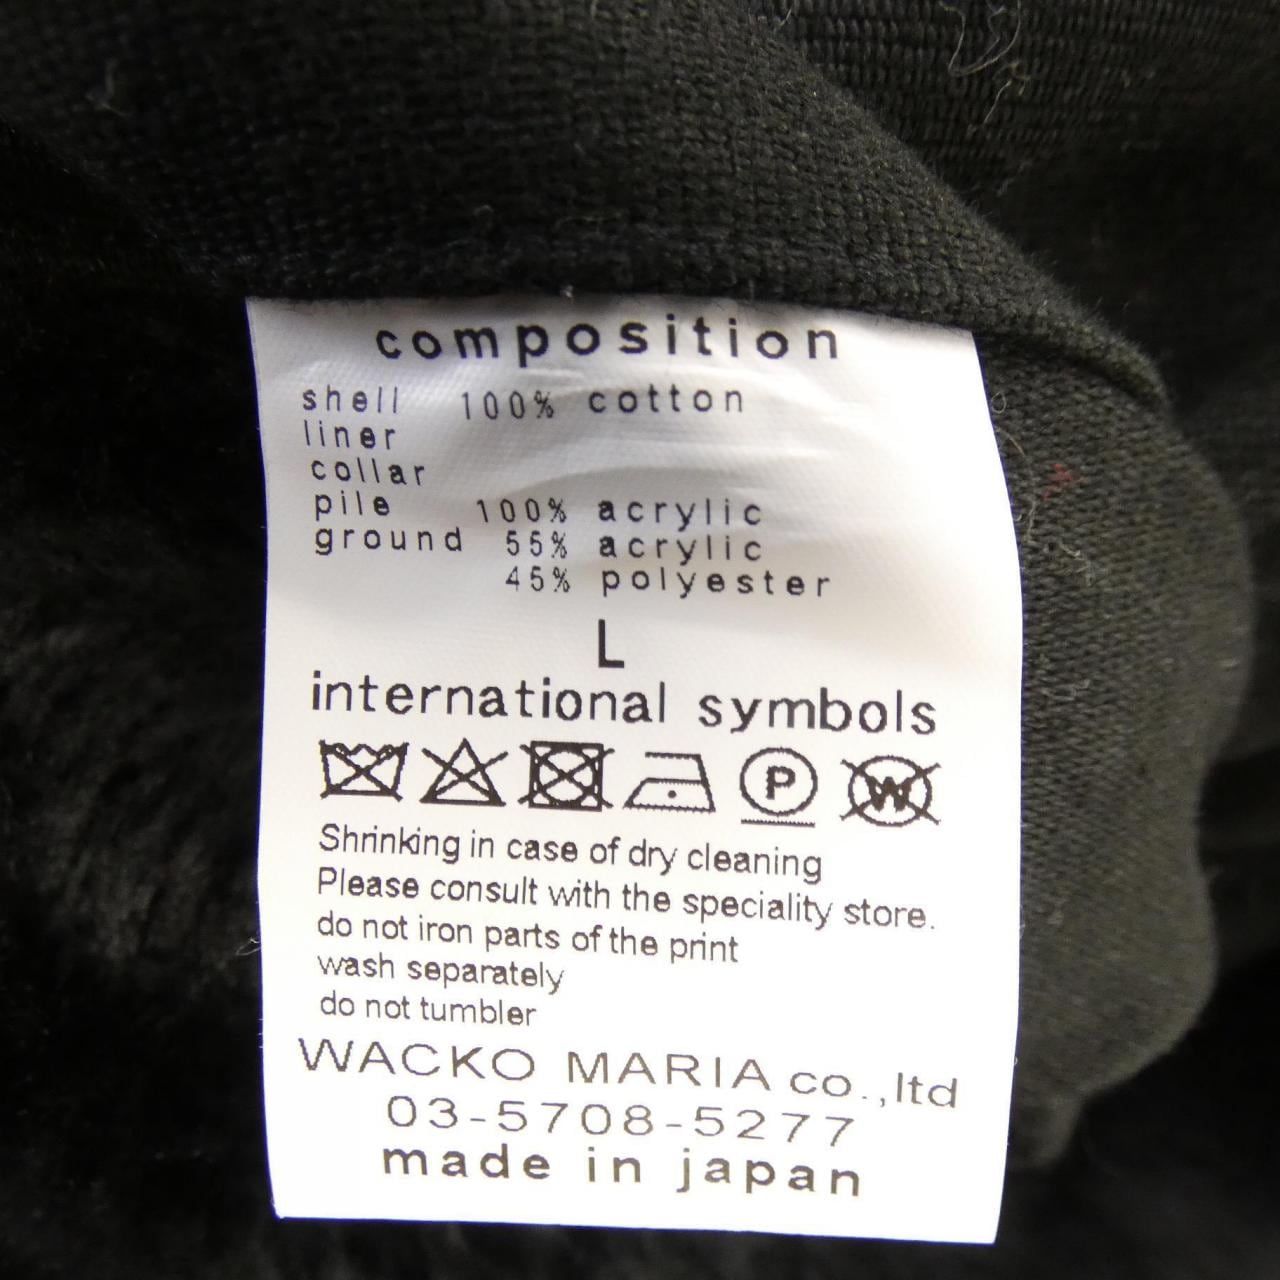 composition
shell 100% cotton
liner
collar
pile 100% acrylic
ground 55% acrylic
45% polyester
L
international symbols
P W
Shrinking in case of dry cleaning
Please consult with the speciality store.
do not iron parts of the print
wash separately
do not tumbler
WACKO MARIA co.,ltd
03-5708-5277
made in japan